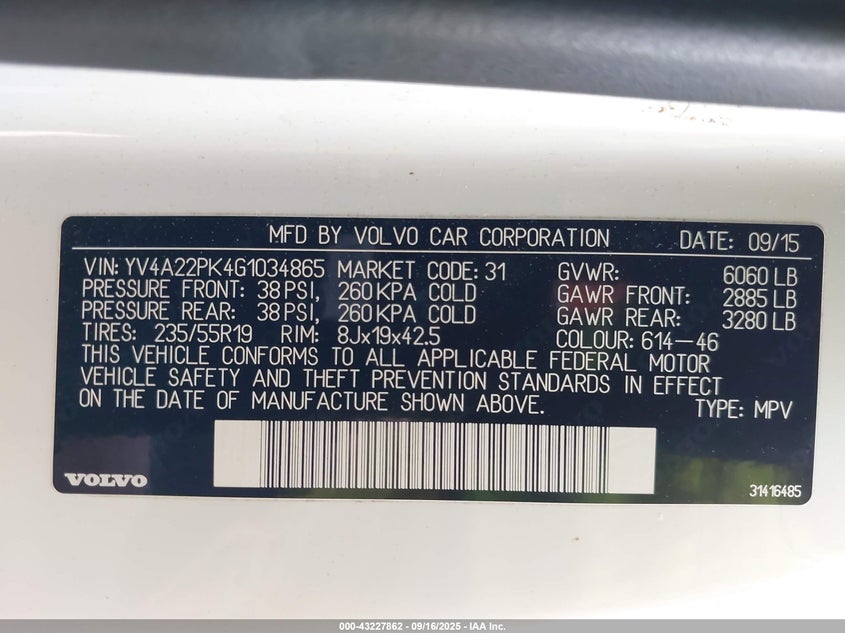 MFD BY VOLVO CAR CORPORATION DATE: 09/15
VIN: YV4A22PK4G1034865 MARKET CODE: 31 GVWR: 6060 LB
PRESSURE FRONT: 38 PSI, 260 KPA COLD GAWR FRONT: 2885 LB
PRESSURE REAR: 38 PSI, 260 KPA COLD GAWR REAR: 3280 LB
TIRES: 235/55R19 RIM: 8Jx19x42.5 COLOUR: 614-46
THIS VEHICLE CONFORMS TO ALL APPLICABLE FEDERAL MOTOR
VEHICLE SAFETY AND THEFT PREVENTION STANDARDS IN EFFECT
ON THE DATE OF MANUFACTURE SHOWN ABOVE. TYPE: MPV
VOLVO 31416485
000-43227862 - 09/16/2025 - IAA Inc.